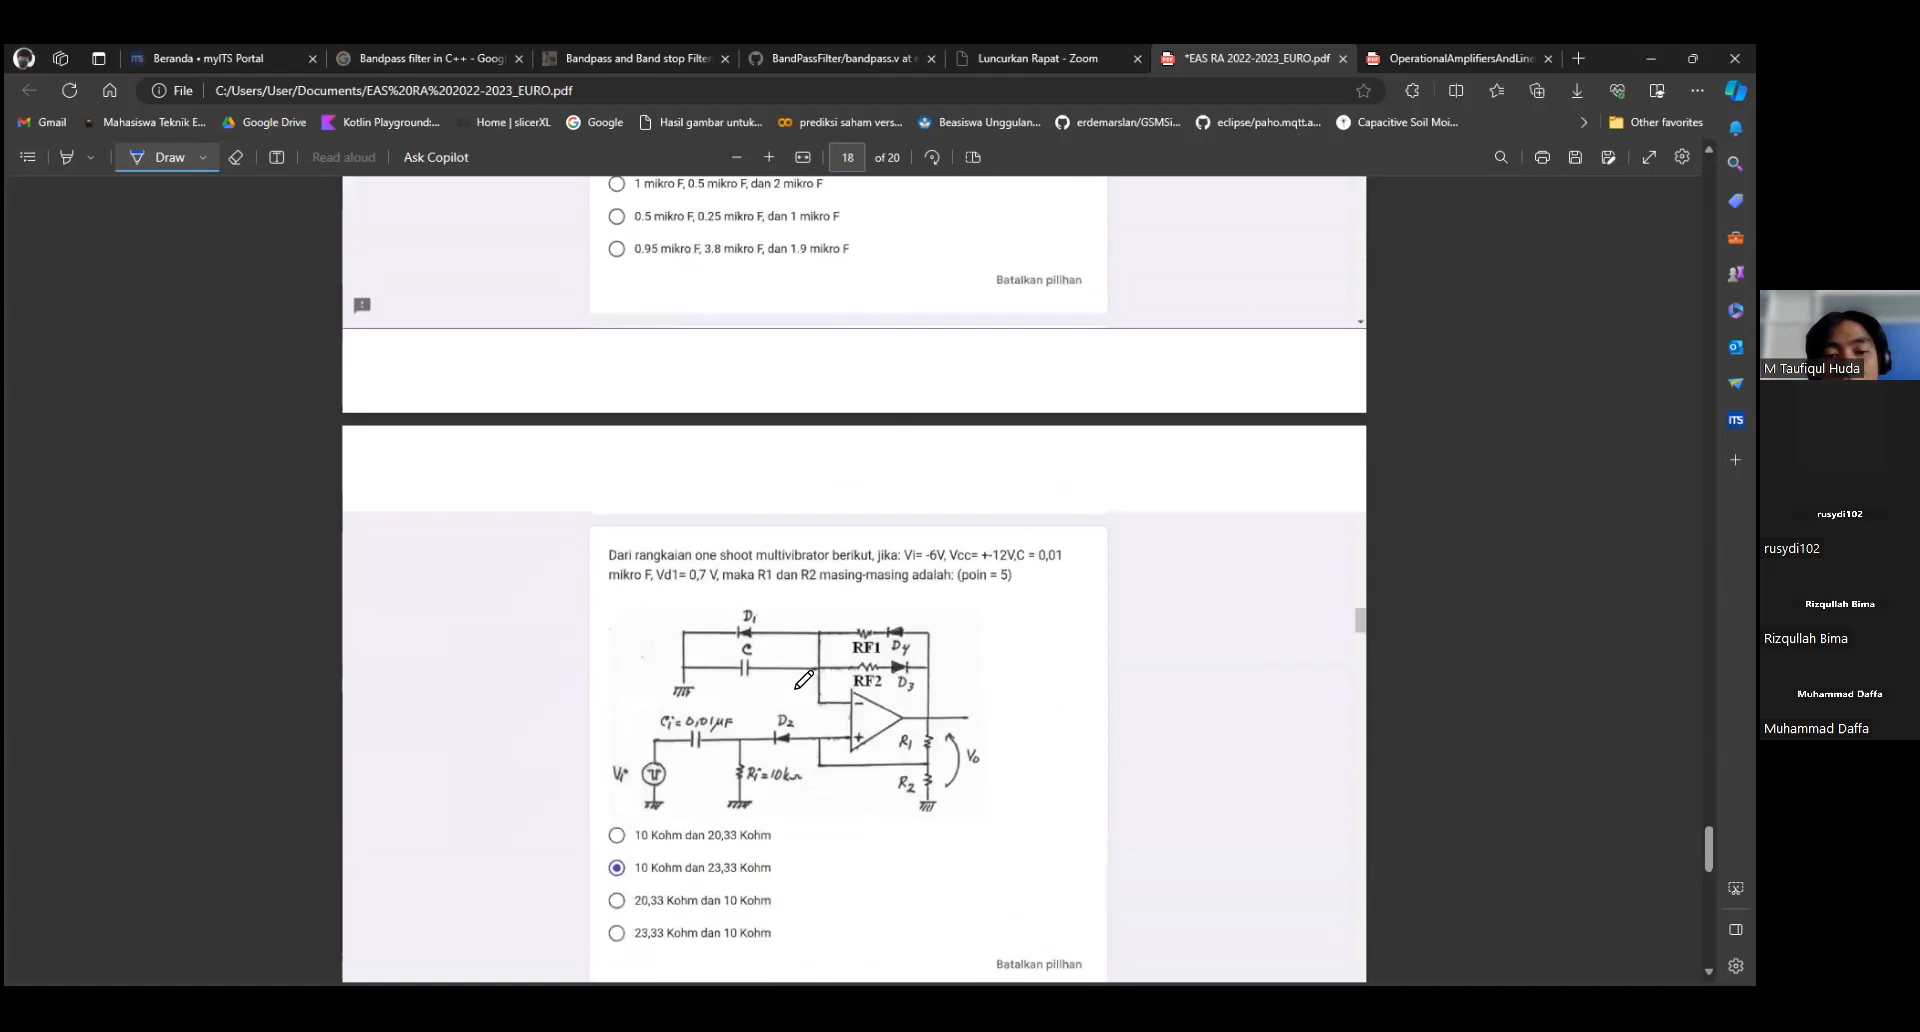 Beranda • myITS Portal
Bandpass filter in C++ - Goog
Bandpass and Band stop Filter
BandPassFilter/bandpass.v at
Luncurkan Rapat - Zoom
*EAS RA 2022-2023_EURO.pdf
OperationalAmplifiersAndLine
File
C:/Users/User/Documents/EAS%20RA%202022-2023_EURO.pdf
Gmail
Mahasiswa Teknik E...
Google Drive
Kotlin Playground:...
Home | slicerXL
Google
Hasil gambar untuk...
prediksi saham vers...
Beasiswa Unggulan...
erdemarslan/GSMSi...
eclipse/paho.mqtt.a...
Capacitive Soil Moi...
Other favorites
Draw
Read aloud
Ask Copilot
18 of 20
1 mikro F, 0.5 mikro F, dan 2 mikro F
0.5 mikro F, 0.25 mikro F, dan 1 mikro F
0.95 mikro F, 3.8 mikro F, dan 1.9 mikro F
Batalkan pilihan
Dari rangkaian one shoot multivibrator berikut, jika: Vi= -6V, Vcc= +-12V,C = 0,01
mikro F, Vd1= 0,7 V, maka R1 dan R2 masing-masing adalah: (poin = 5)
D1
C
RF1 D4
RF2 D3
Ci=0,01µF
D2
- 
+
R1
Vo
Vi
Ri=10kΩ
R2
10 Kohm dan 20,33 Kohm
10 Kohm dan 23,33 Kohm
20,33 Kohm dan 10 Kohm
23,33 Kohm dan 10 Kohm
Batalkan pilihan
ITS
M Taufiqul Huda
rusydi102
rusydi102
Rizqullah Bima
Rizqullah Bima
Muhammad Daffa
Muhammad Daffa